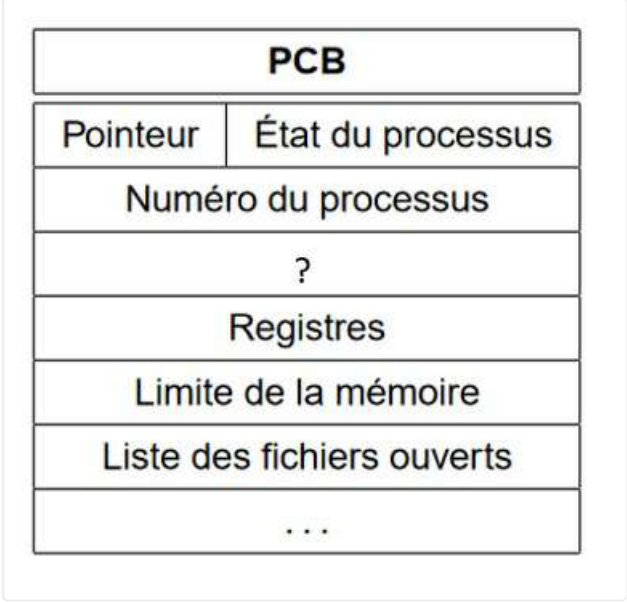 PCB
Pointeur État du processus
Numéro du processus
?
Registres
Limite de la mémoire
Liste des fichiers ouverts
. . .